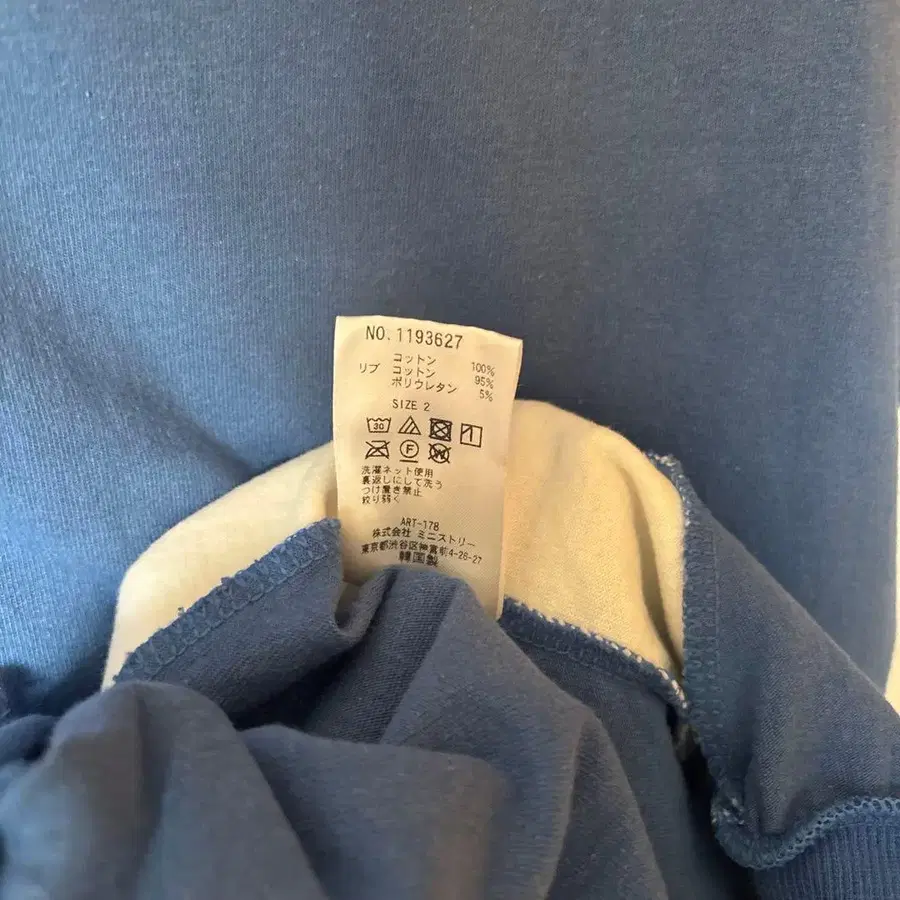 NO. 1193627
コットン 100%
リブ コットン 95%
ポリウレタン 5%
SIZE 2
30
F W
洗濯ネット使用
裏返しにして洗う
つけ置き禁止
絞り弱く
ART-178
株式会社 ミニストリー
東京都渋谷区神宮前4-26-27
韓国製